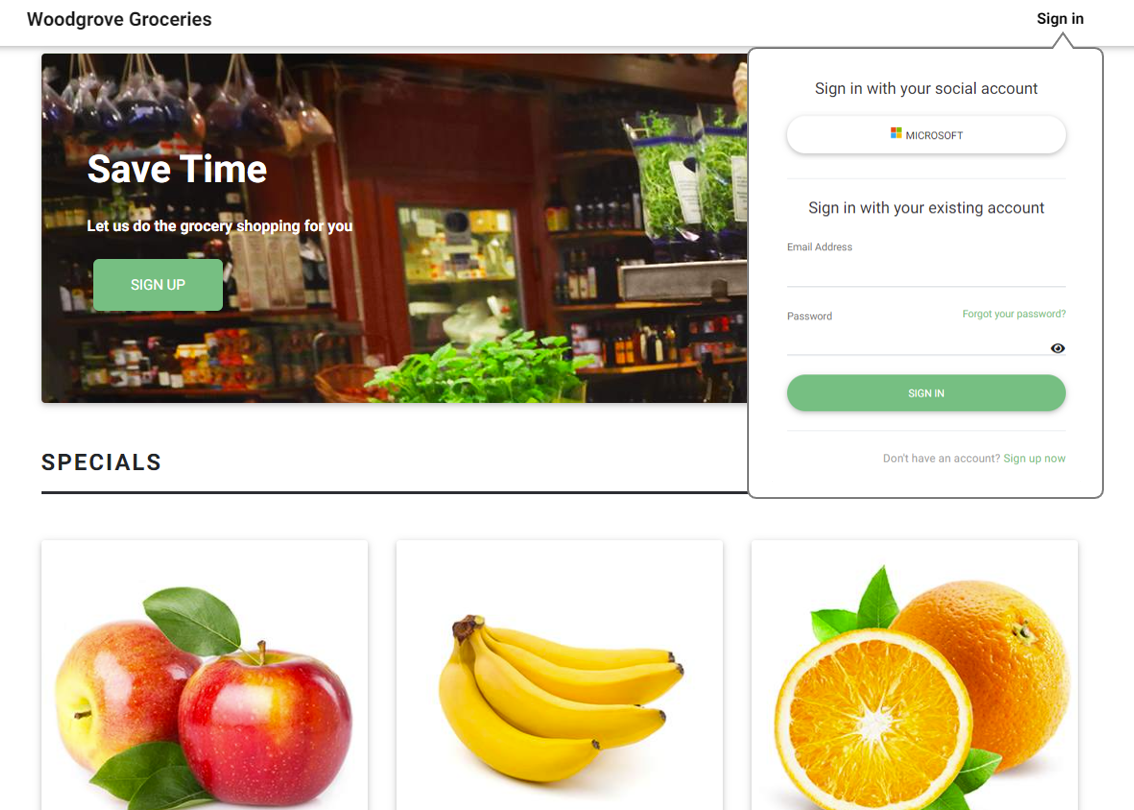 Woodgrove Groceries
Sign in
Save Time
Let us do the grocery shopping for you
SIGN UP
Sign in with your social account
MICROSOFT
Sign in with your existing account
Email Address
Password
Forgot your password?
SIGN IN
Don't have an account? Sign up now
SPECIALS